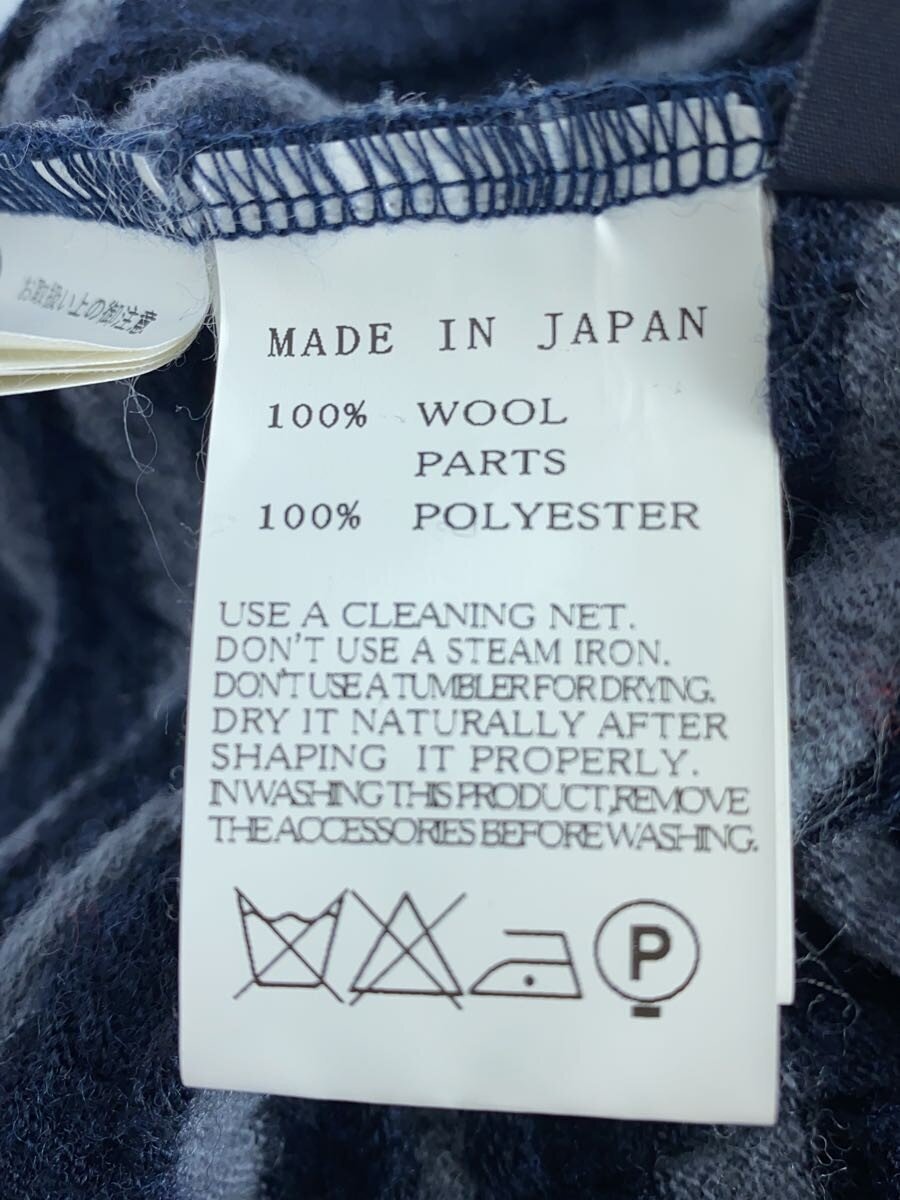 お取扱い上の御注意
MADE IN JAPAN
100% WOOL
PARTS
100% POLYESTER
USE A CLEANING NET.
DON'T USE A STEAM IRON.
DON'T USE A TUMBLER FOR DRYING.
DRY IT NATURALLY AFTER
SHAPING IT PROPERLY.
IN WASHING THIS PRODUCT,REMOVE
THE ACCESSORIES BEFORE WASHING.
P